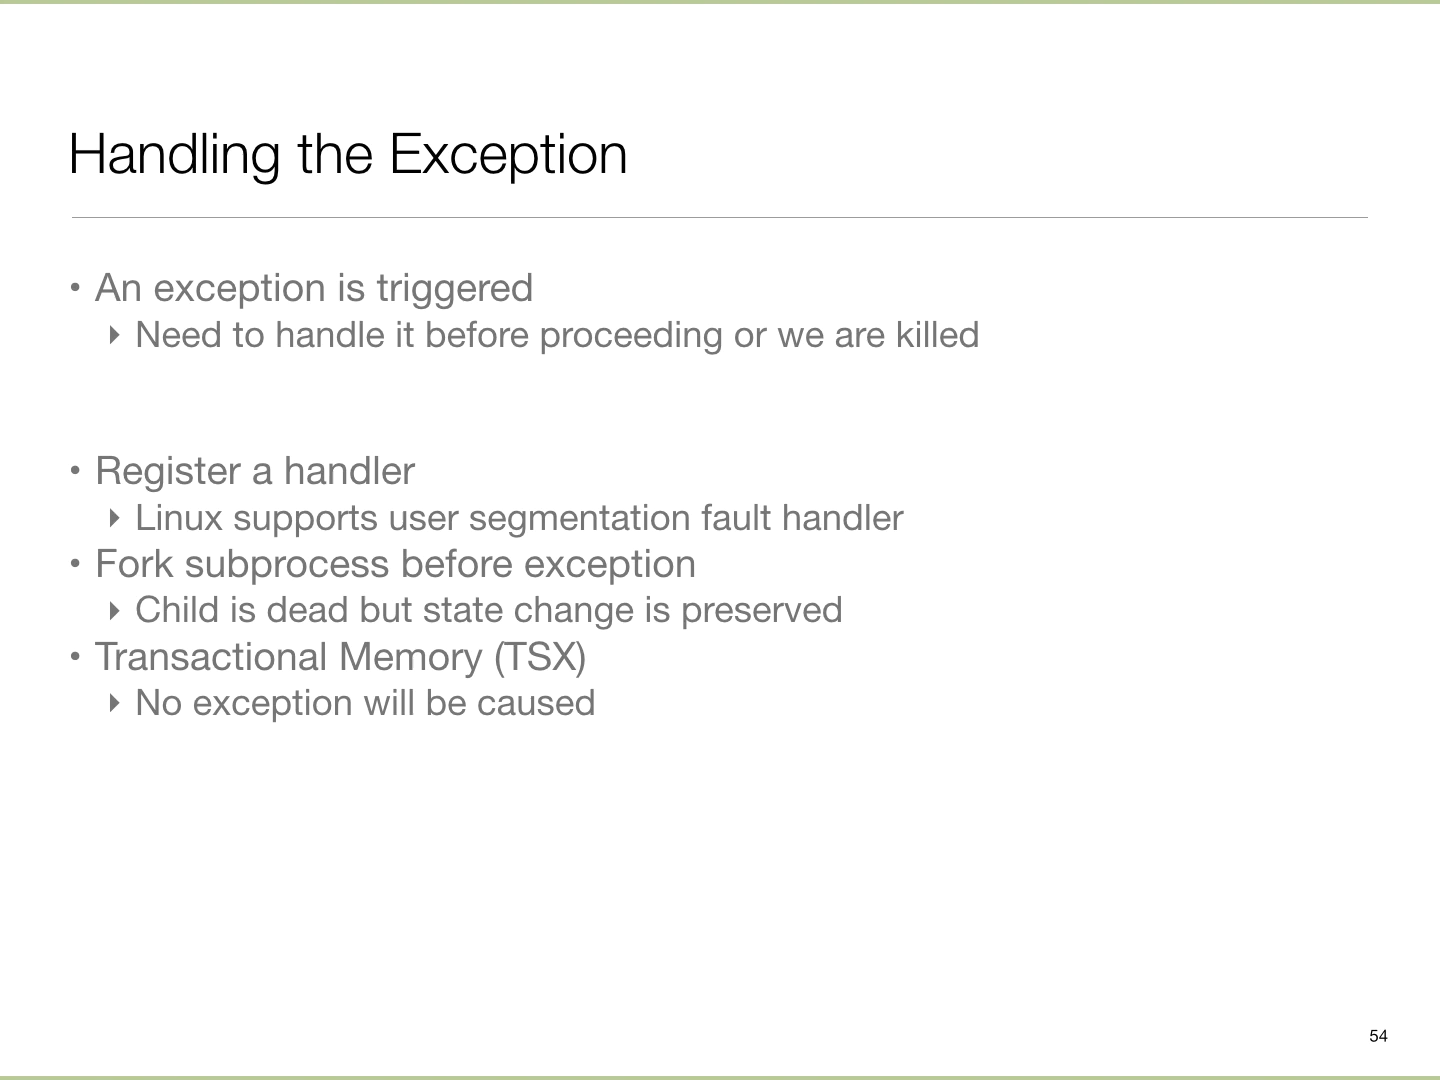 Handling the Exception
• An exception is triggered
‣ Need to handle it before proceeding or we are killed
• Register a handler
‣ Linux supports user segmentation fault handler
• Fork subprocess before exception
‣ Child is dead but state change is preserved
• Transactional Memory (TSX)
‣ No exception will be caused
54